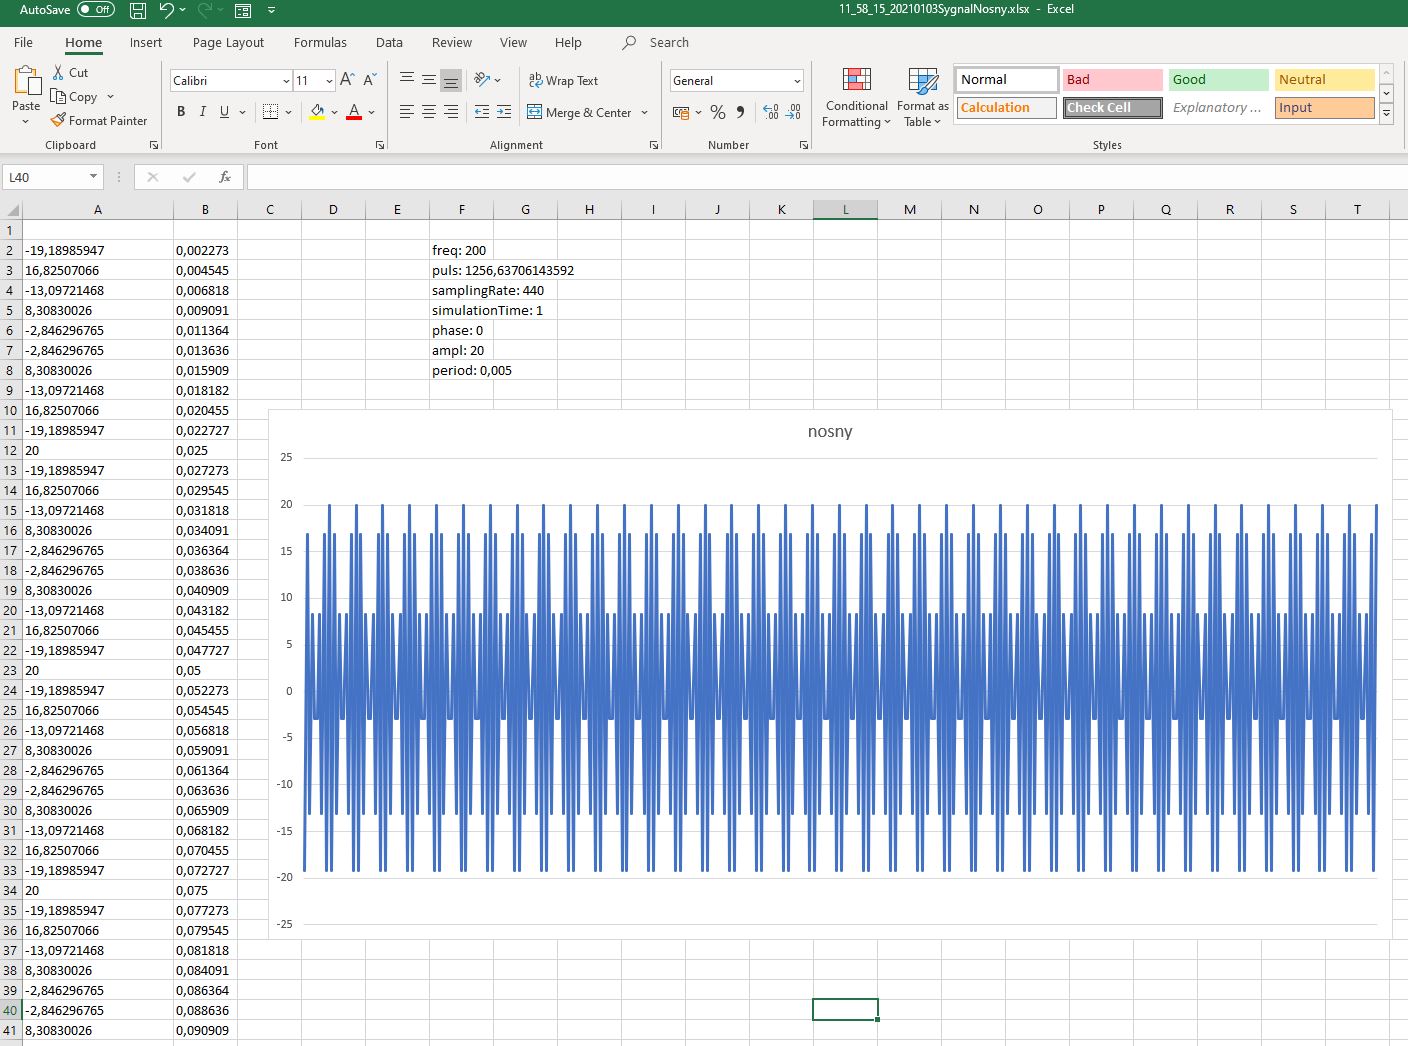 AutoSave Off 11_58_15_20210103SygnalNosny.xlsx - Excel
File Home Insert Page Layout Formulas Data Review View Help Search
Paste Cut Copy Format Painter Calibri 11 A A B I U A ab Wrap Text Merge & Center General % Conditional Formatting Format as Table Normal Bad Good Neutral
Calculation Check Cell Explanatory ... Input
Clipboard Font Alignment Number Styles
L40 fx
A B C D E F G H I J K L M N O P Q R S T
1
2 -19,18985947 0,002273 freq: 200
3 16,82507066 0,004545 puls: 1256,63706143592
4 -13,09721468 0,006818 samplingRate: 440
5 8,30830026 0,009091 simulationTime: 1
6 -2,846296765 0,011364 phase: 0
7 -2,846296765 0,013636 ampl: 20
8 8,30830026 0,015909 period: 0,005
9 -13,09721468 0,018182
10 16,82507066 0,020455
11 -19,18985947 0,022727
12 20 0,025
13 -19,18985947 0,027273
14 16,82507066 0,029545
15 -13,09721468 0,031818
16 8,30830026 0,034091
17 -2,846296765 0,036364
18 -2,846296765 0,038636
19 8,30830026 0,040909
20 -13,09721468 0,043182
21 16,82507066 0,045455
22 -19,18985947 0,047727
23 20 0,05
24 -19,18985947 0,052273
25 16,82507066 0,054545
26 -13,09721468 0,056818
27 8,30830026 0,059091
28 -2,846296765 0,061364
29 -2,846296765 0,063636
30 8,30830026 0,065909
31 -13,09721468 0,068182
32 16,82507066 0,070455
33 -19,18985947 0,072727
34 20 0,075
35 -19,18985947 0,077273
36 16,82507066 0,079545
37 -13,09721468 0,081818
38 8,30830026 0,084091
39 -2,846296765 0,086364
40 -2,846296765 0,088636
41 8,30830026 0,090909
nosny
25
20
15
10
5
0
-5
-10
-15
-20
-25